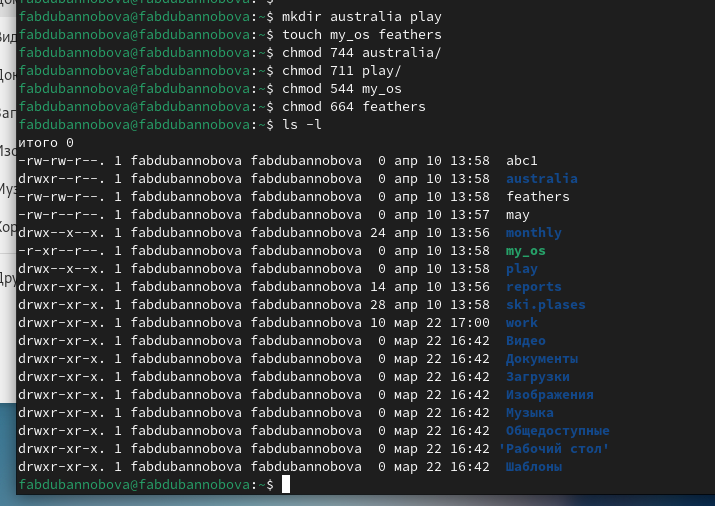 Вид
fabdubannobova@fabdubannobova:~$ mkdir australia play
fabdubannobova@fabdubannobova:~$ touch my_os feathers
fabdubannobova@fabdubannobova:~$ chmod 744 australia/
fabdubannobova@fabdubannobova:~$ chmod 711 play/
fabdubannobova@fabdubannobova:~$ chmod 544 my_os
fabdubannobova@fabdubannobova:~$ chmod 664 feathers
fabdubannobova@fabdubannobova:~$ ls -l
итого 0
-rw-rw-r--. 1 fabdubannobova fabdubannobova  0 апр 10 13:58  abc1
drwxr--r--. 1 fabdubannobova fabdubannobova  0 апр 10 13:58  australia
-rw-rw-r--. 1 fabdubannobova fabdubannobova  0 апр 10 13:58  feathers
-rw-r--r--. 1 fabdubannobova fabdubannobova  0 апр 10 13:57  may
drwx--x--x. 1 fabdubannobova fabdubannobova 24 апр 10 13:56  monthly
-r-xr--r--. 1 fabdubannobova fabdubannobova  0 апр 10 13:58  my_os
drwx--x--x. 1 fabdubannobova fabdubannobova  0 апр 10 13:58  play
drwxr-xr-x. 1 fabdubannobova fabdubannobova 14 апр 10 13:56  reports
drwxr-xr-x. 1 fabdubannobova fabdubannobova 28 апр 10 13:58  ski.plases
drwxr-xr-x. 1 fabdubannobova fabdubannobova 10 мар 22 17:00  work
drwxr-xr-x. 1 fabdubannobova fabdubannobova  0 мар 22 16:42  Видео
drwxr-xr-x. 1 fabdubannobova fabdubannobova  0 мар 22 16:42  Документы
drwxr-xr-x. 1 fabdubannobova fabdubannobova  0 мар 22 16:42  Загрузки
drwxr-xr-x. 1 fabdubannobova fabdubannobova  0 мар 22 16:42  Изображения
drwxr-xr-x. 1 fabdubannobova fabdubannobova  0 мар 22 16:42  Музыка
drwxr-xr-x. 1 fabdubannobova fabdubannobova  0 мар 22 16:42  Общедоступные
drwxr-xr-x. 1 fabdubannobova fabdubannobova  0 мар 22 16:42 'Рабочий стол'
drwxr-xr-x. 1 fabdubannobova fabdubannobova  0 мар 22 16:42  Шаблоны
fabdubannobova@fabdubannobova:~$